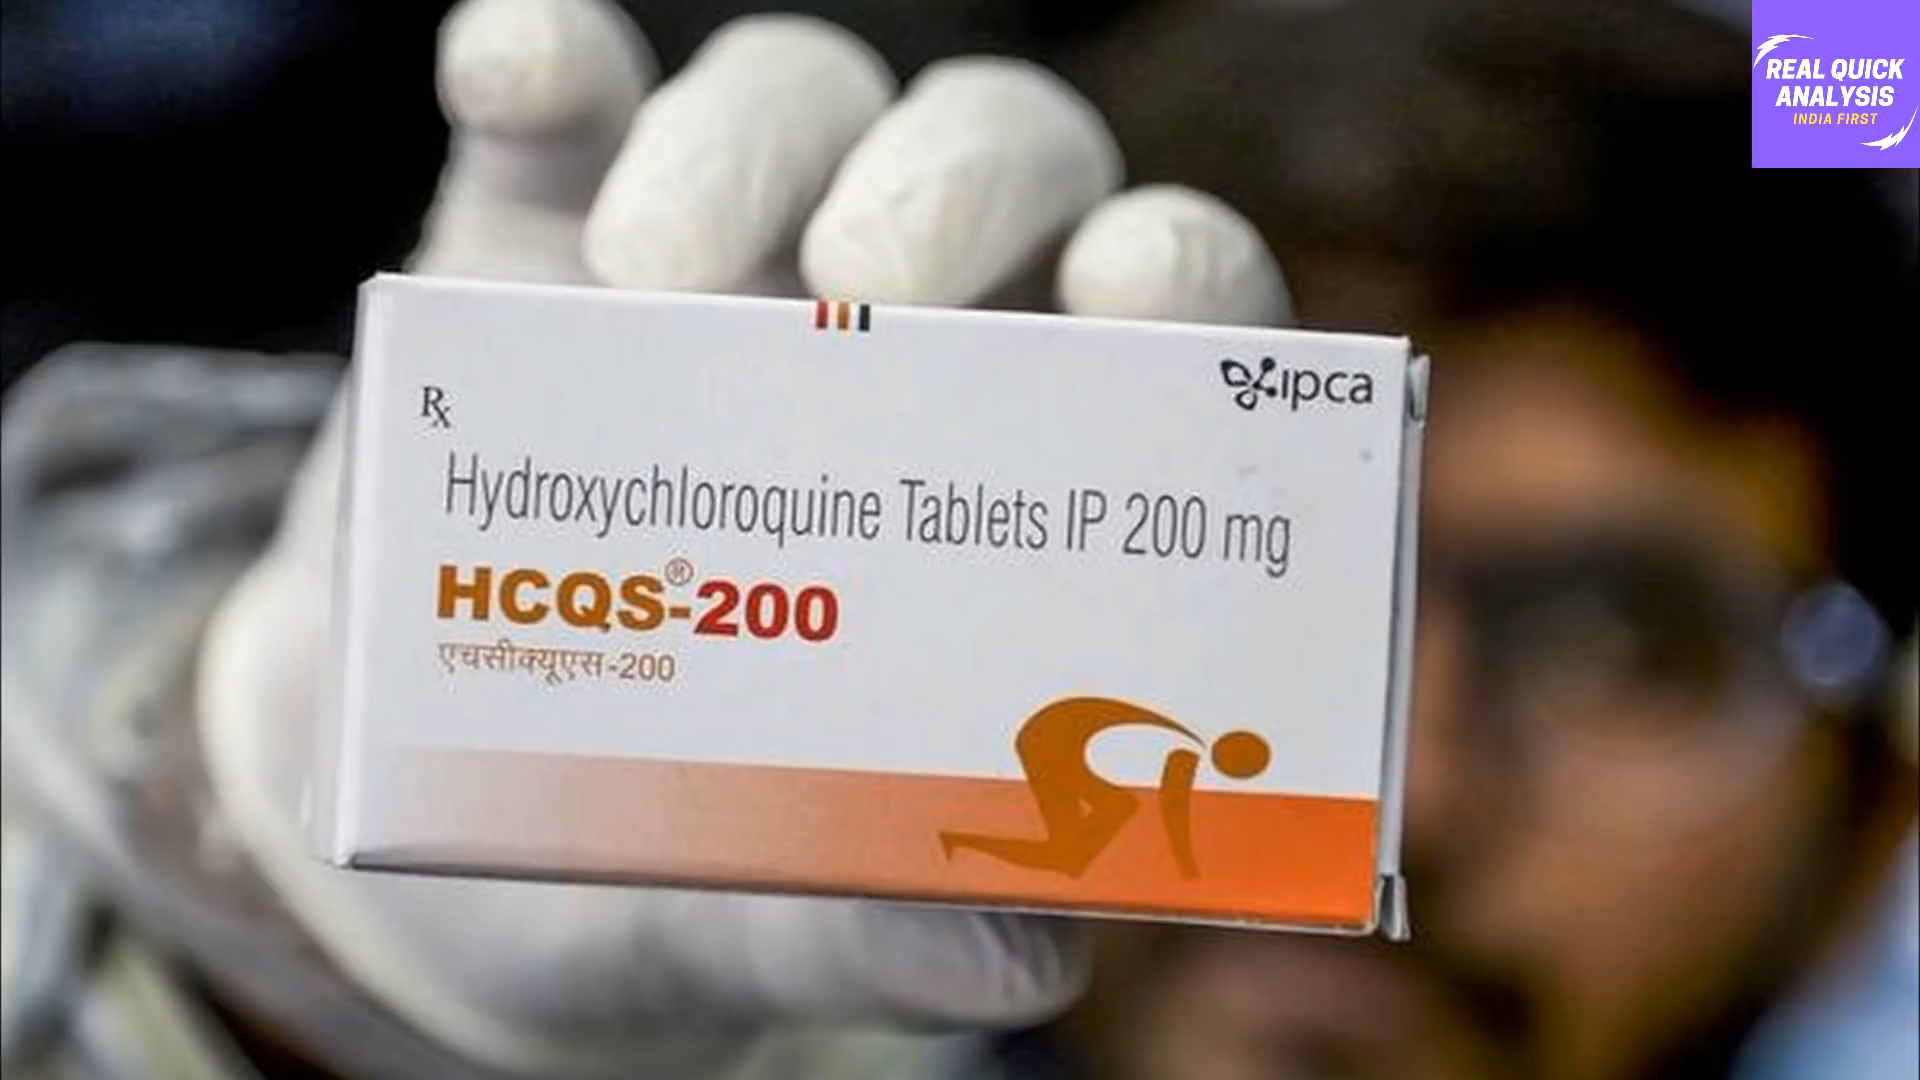 REAL QUICK
ANALYSIS
INDIA FIRST
ipca
Rx
Hydroxychloroquine Tablets IP 200 mg
HCQS®-200
एचसीक्यूएस-200